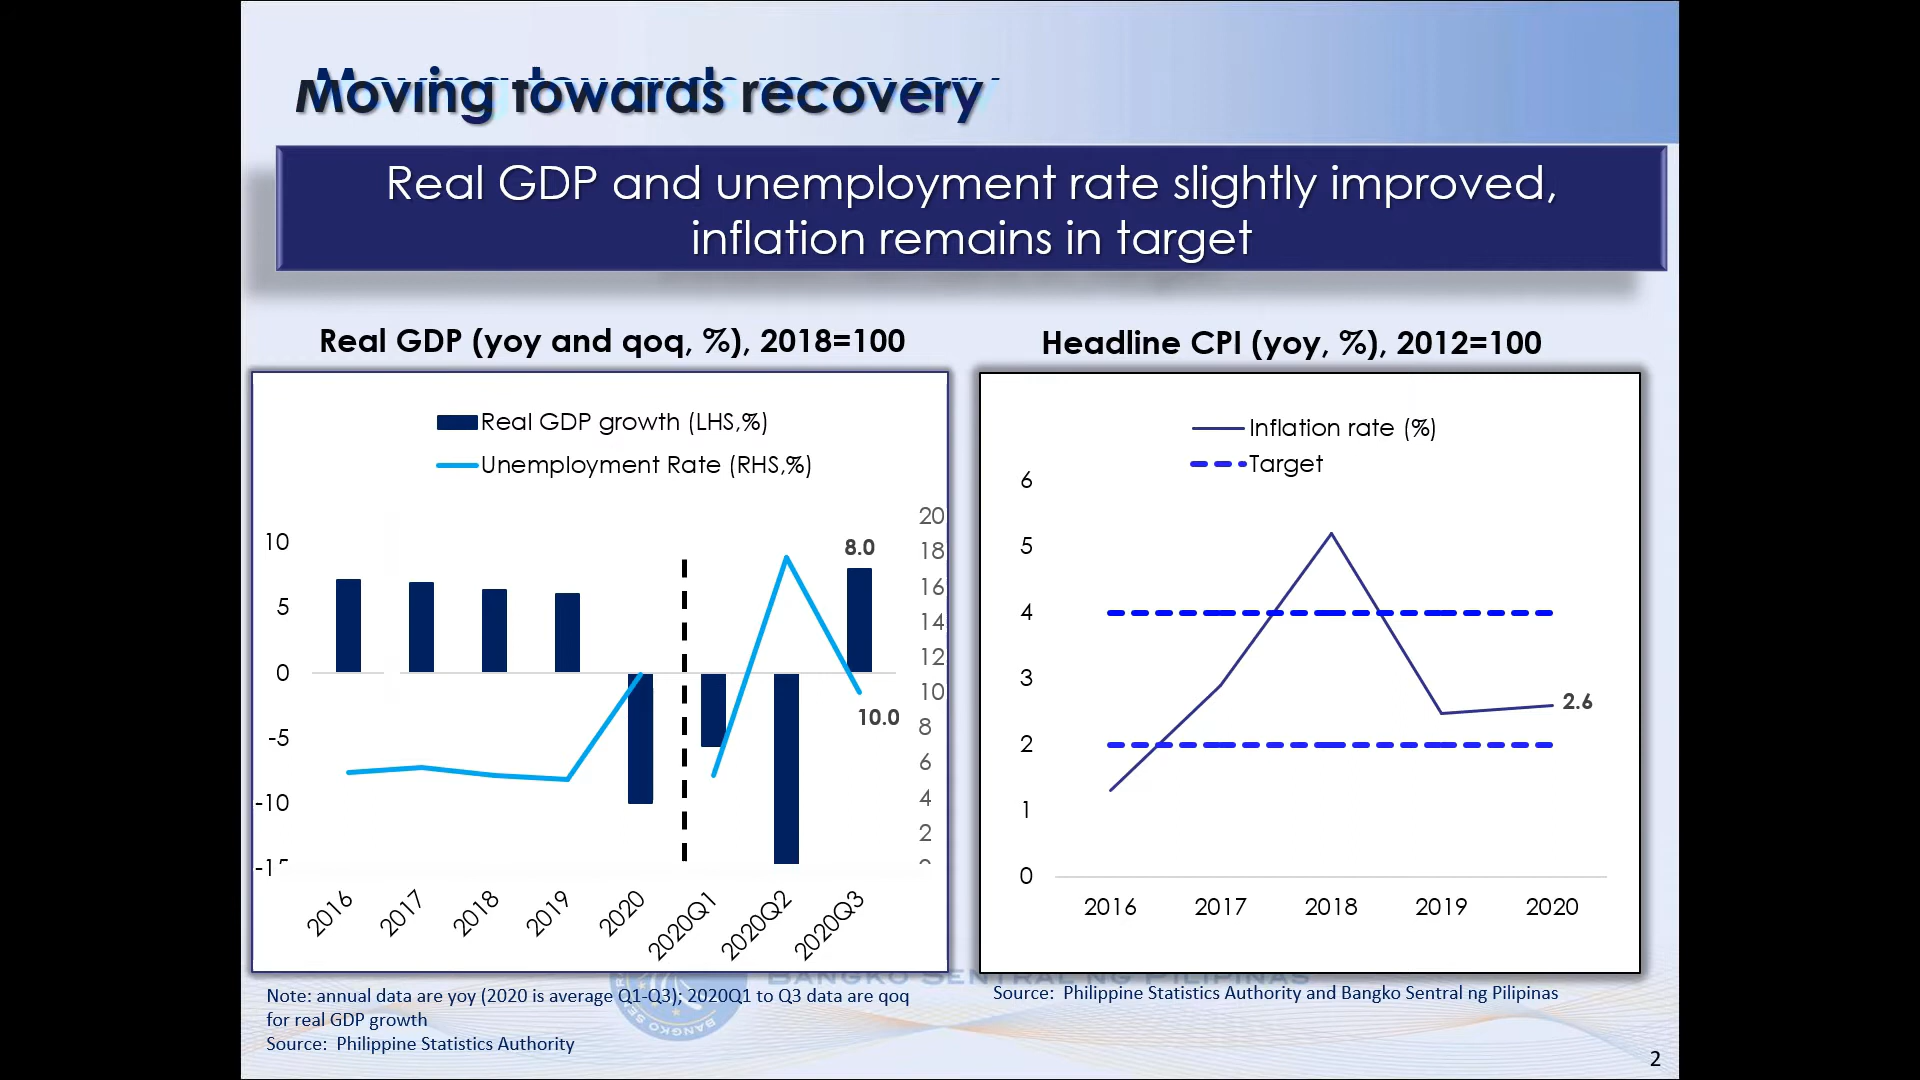 Moving towards recovery
Real GDP and unemployment rate slightly improved,
inflation remains in target
Real GDP (yoy and qoq, %), 2018=100
Real GDP growth (LHS,%)
Unemployment Rate (RHS,%)
10
5
0
-5
-10
20
18
16
14
12
10
8
6
4
2
8.0
10.0
2016
2017
2018
2019
2020
2020Q1
2020Q2
2020Q3
Note: annual data are yoy (2020 is average Q1-Q3); 2020Q1 to Q3 data are qoq
for real GDP growth
Source: Philippine Statistics Authority
Headline CPI (yoy, %), 2012=100
Inflation rate (%)
Target
6
5
4
3
2
1
0
2.6
2016
2017
2018
2019
2020
BANGKO SENTRAL NG PILIPINAS
Source: Philippine Statistics Authority and Bangko Sentral ng Pilipinas
2